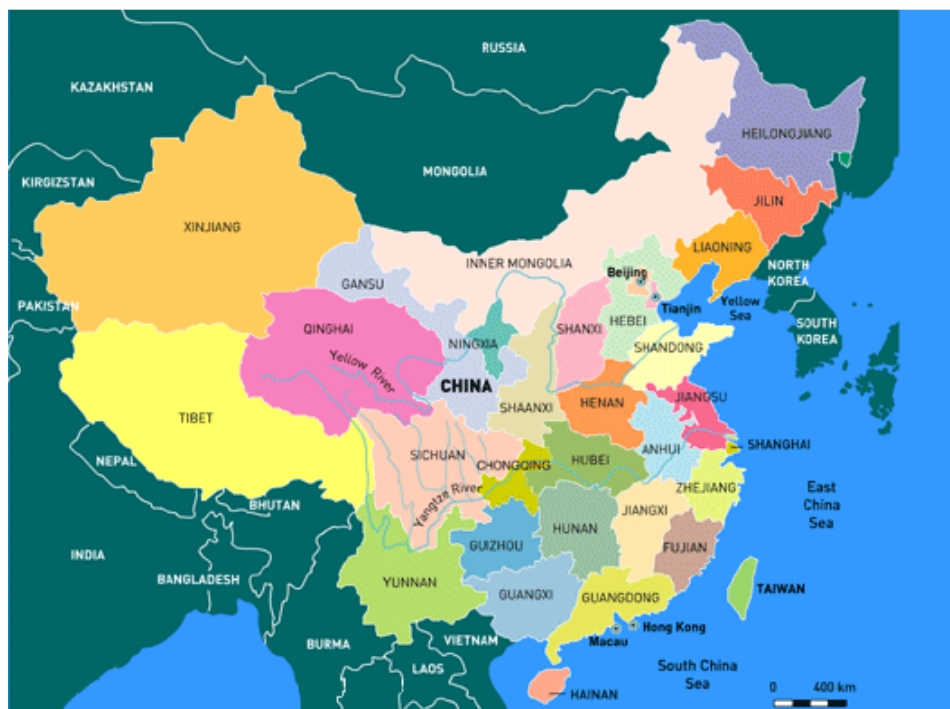 RUSSIA
KAZAKHSTAN
HEILONGJIANG
MONGOLIA
KIRGIZSTAN
JILIN
XINJIANG
LIAONING
INNER MONGOLIA
NORTH
KOREA
Beijing
GANSU
PAKISTAN
Tianjin
Yellow
Sea
HEBEI
SOUTH
KOREA
QINGHAI
SHANXI
NINGXIA
SHANDONG
Yellow River
CHINA
JIANGSU
HENAN
SHAANXI
TIBET
SHANGHAI
ANHUI
SICHUAN
HUBEI
CHONGQING
NEPAL
ZHEJIANG
East
China
Sea
Yangtze River
BHUTAN
JIANGXI
HUNAN
GUIZHOU
FUJIAN
INDIA
BANGLADESH
YUNNAN
TAIWAN
GUANGXI
GUANGDONG
Hong Kong
Macau
BURMA
VIETNAM
LAOS
South China
Sea
HAINAN
0 400 km